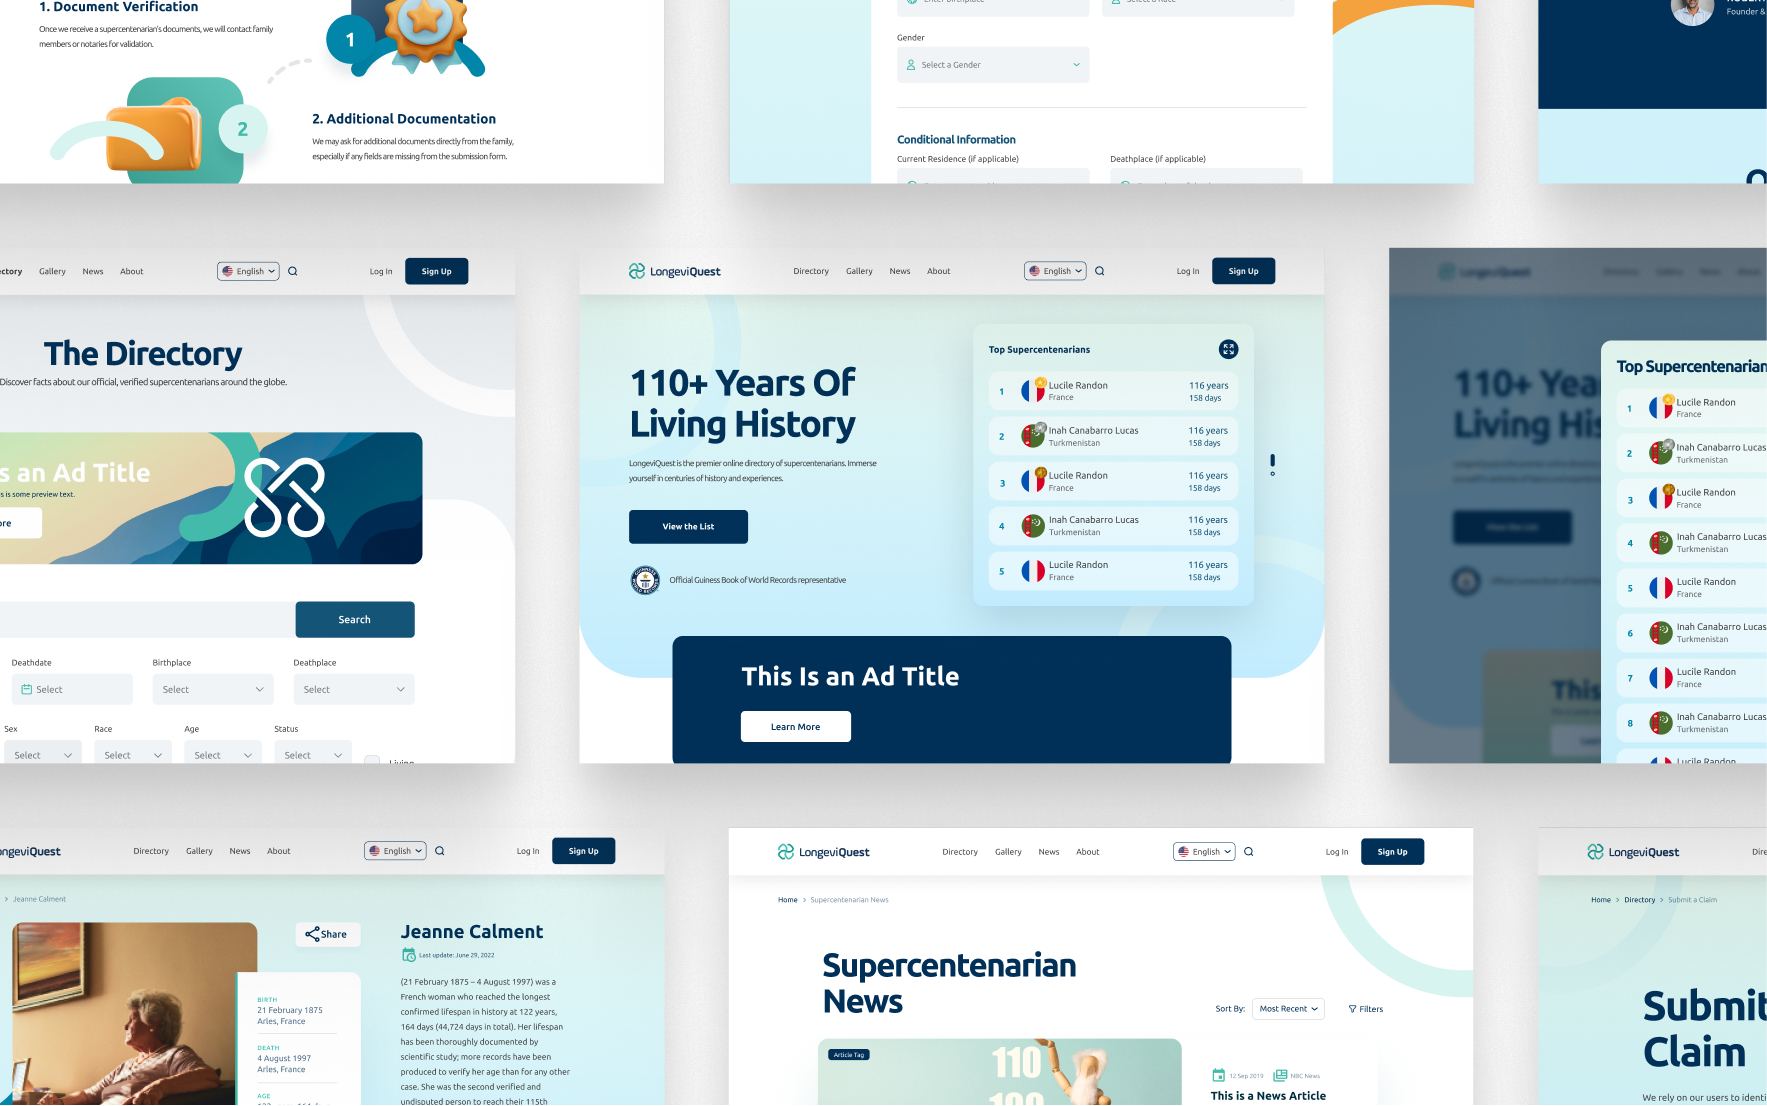 1. Document Verification
Once we receive a supercentenarian's documents, we will contact family
members or notaries for validation.
1
2
2. Additional Documentation
We may ask for additional documents directly from the family,
especially if any fields are missing from the submission form.
Gender
Select a Gender
Conditional Information
Current Residence (if applicable)
Deathplace (if applicable)
Founder &
Gallery
News
About
English
Log In
Sign Up
The Directory
Discover facts about our official, verified supercentenarians around the globe.
s an Ad Title
s is some preview text.
Search
Deathdate
Birthplace
Deathplace
Select
Select
Select
Sex
Race
Age
Status
Select
Select
Select
Select
Living
LongeviQuest
Directory
Gallery
News
About
English
Log In
Sign Up
110+ Years Of
Living History
LongeviQuest is the premier online directory of supercentenarians. Immerse
yourself in centuries of history and experiences.
View the List
Official Guiness Book of World Records representative
Top Supercentenarians
1
Lucile Randon
France
116 years
158 days
2
Inah Canabarro Lucas
Turkmenistan
116 years
158 days
3
Lucile Randon
France
116 years
158 days
4
Inah Canabarro Lucas
Turkmenistan
116 years
158 days
5
Lucile Randon
France
116 years
158 days
This Is an Ad Title
Learn More
LongeviQuest
110+ Yea
Living His
View the List
This
Top Supercentenarian
1
Lucile Randon
France
2
Inah Canabarro Lucas
Turkmenistan
3
Lucile Randon
France
4
Inah Canabarro Lucas
Turkmenistan
5
Lucile Randon
France
6
Inah Canabarro Lucas
Turkmenistan
7
Lucile Randon
France
8
Inah Canabarro Lucas
Turkmenistan
Lucile Randon
ongeviQuest
Directory
Gallery
News
About
English
Log In
Sign Up
> Jeanne Calment
Share
BIRTH
21 February 1875
Arles, France
DEATH
4 August 1997
Arles, France
AGE
Jeanne Calment
Last update: June 29, 2022
(21 February 1875 – 4 August 1997) was a
French woman who reached the longest
confirmed lifespan in history at 122 years,
164 days (44,724 days in total). Her lifespan
has been thoroughly documented by
scientific study; more records have been
produced to verify her age than for any other
case. She was the second verified and
undisputed person to reach their 115th
LongeviQuest
Directory
Gallery
News
About
English
Log In
Sign Up
Home > Supercentenarian News
Supercentenarian
News
Sort By:
Most Recent
Filters
Article Tag
110
12 Sep 2019
NBC News
This is a News Article
LongeviQuest
Home > Directory > Submit a Claim
Submit
Claim
We rely on our users to identi